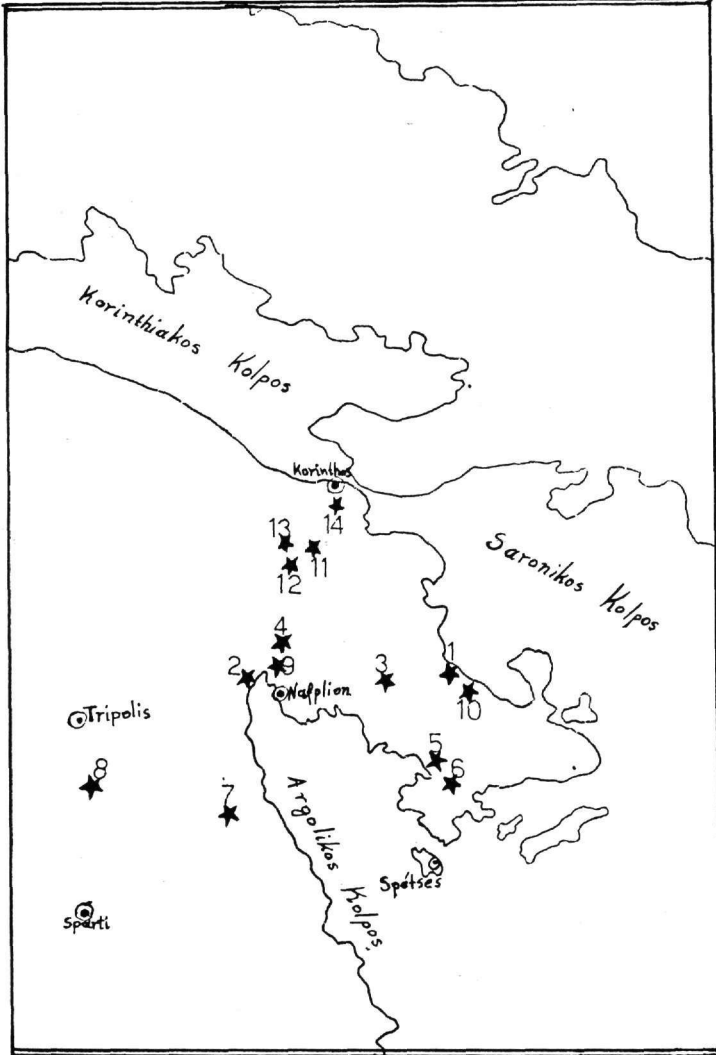 Korinthiakos Kolpos
Korinthos
14
13
11
12
Saronikos Kolpos
4
1
2
9
3
Nafplion
10
Tripolis
5
8
6
7
Argolikos Kolpos
Spétses
Sparti